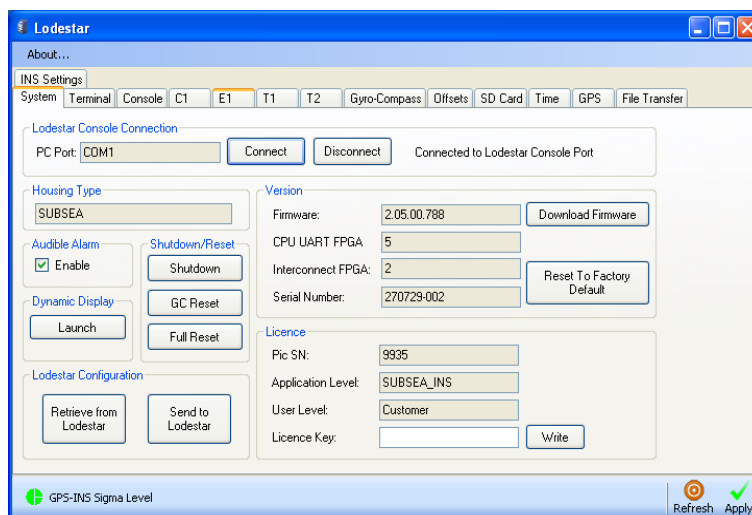 Lodestar
About...
INS Settings
System Terminal Console C1 E1 T1 T2 Gyro-Compass Offsets SD Card Time GPS File Transfer
Lodestar Console Connection
PC Port: COM1 Connect Disconnect Connected to Lodestar Console Port
Housing Type
SUBSEA
Audible Alarm
Enable
Shutdown/Reset
Shutdown
GC Reset
Full Reset
Dynamic Display
Launch
Lodestar Configuration
Retrieve from
Lodestar
Send to
Lodestar
Version
Firmware: 2.05.00.788 Download Firmware
CPU UART FPGA 5
Interconnect FPGA: 2
Serial Number: 270729-002
Reset To Factory
Default
Licence
Pic SN: 9935
Application Level: SUBSEA_INS
User Level: Customer
Licence Key: Write
GPS-INS Sigma Level
Refresh Apply